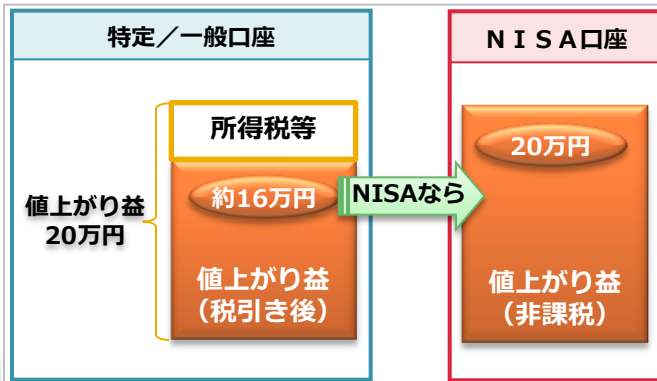 特定／一般口座
ＮＩＳＡ口座
所得税等
値上がり益
20万円
約16万円
値上がり益
（税引き後）
NISAなら
20万円
値上がり益
（非課税）